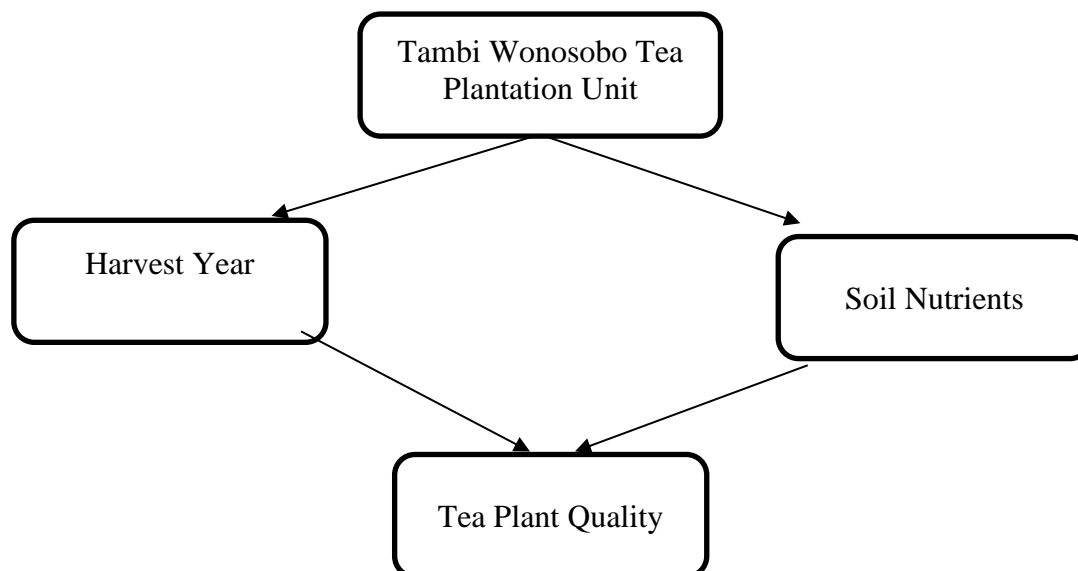 Tambi Wonosobo Tea
Plantation Unit
Harvest Year
Soil Nutrients
Tea Plant Quality